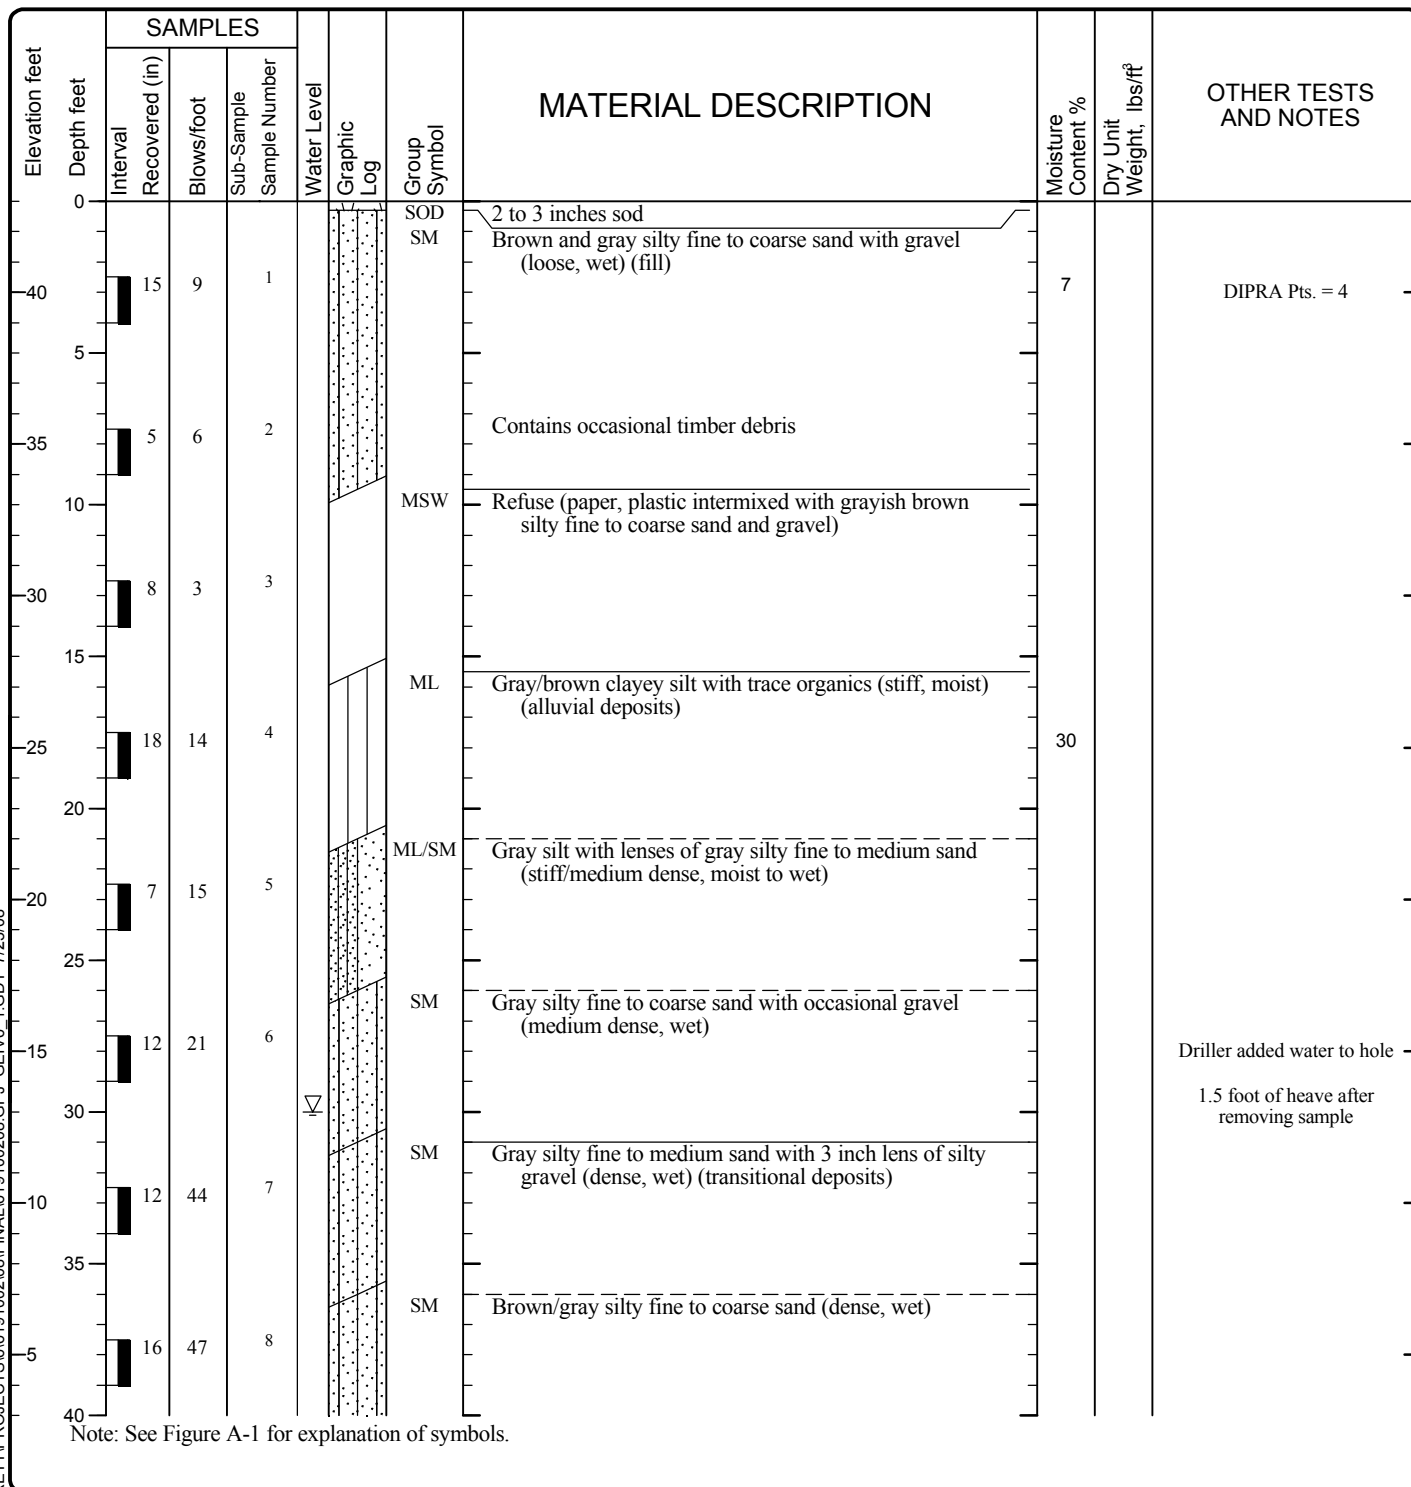 SAMPLES
Elevation feet
Depth feet
Interval
Recovered (in)
Blows/foot
Sub-Sample
Sample Number
Water Level
Graphic
Log
Group
Symbol
MATERIAL DESCRIPTION
Moisture
Content %
Dry Unit
Weight, lbs/ft³
OTHER TESTS
AND NOTES
0
SOD
2 to 3 inches sod
SM
Brown and gray silty fine to coarse sand with gravel
(loose, wet) (fill)
40
15
9
1
7
DIPRA Pts. = 4
5
35
5
6
2
Contains occasional timber debris
10
MSW
Refuse (paper, plastic intermixed with grayish brown
silty fine to coarse sand and gravel)
30
8
3
3
15
ML
Gray/brown clayey silt with trace organics (stiff, moist)
(alluvial deposits)
25
18
14
4
30
20
ML/SM
Gray silt with lenses of gray silty fine to medium sand
(stiff/medium dense, moist to wet)
20
7
15
5
25
SM
Gray silty fine to coarse sand with occasional gravel
(medium dense, wet)
15
12
21
6
Driller added water to hole
30
1.5 foot of heave after
removing sample
SM
Gray silty fine to medium sand with 3 inch lens of silty
gravel (dense, wet) (transitional deposits)
10
12
44
7
35
SM
Brown/gray silty fine to coarse sand (dense, wet)
5
16
47
8
40
Note: See Figure A-1 for explanation of symbols.